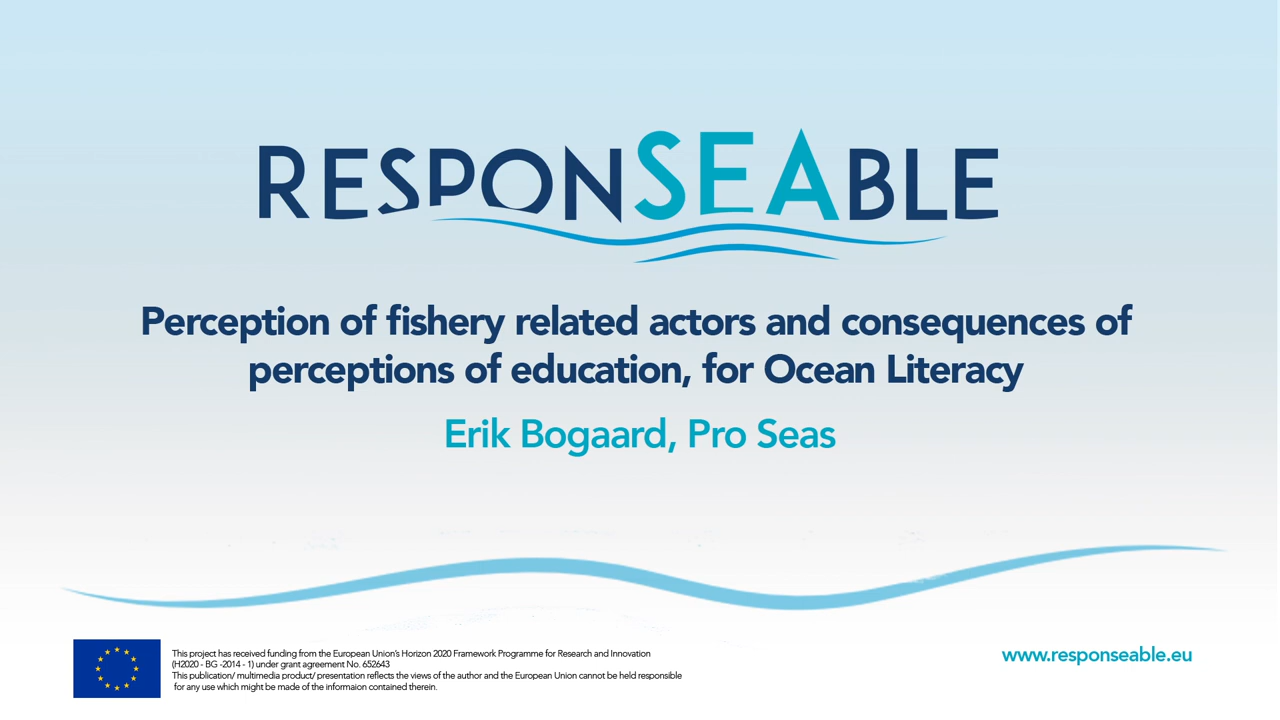 RESPONSEABLE
Perception of fishery related actors and consequences of
perceptions of education, for Ocean Literacy
Erik Bogaard, Pro Seas
This project has received funding from the European Union's Horizon 2020 Framework Programme for Research and Innovation
(H2020 - BG -2014 - 1) under grant agreement No. 652643
This publication/ multimedia product/ presentation reflects the views of the author and the European Union cannot be held responsible
for any use which might be made of the informaion contained therein.
www.responseable.eu